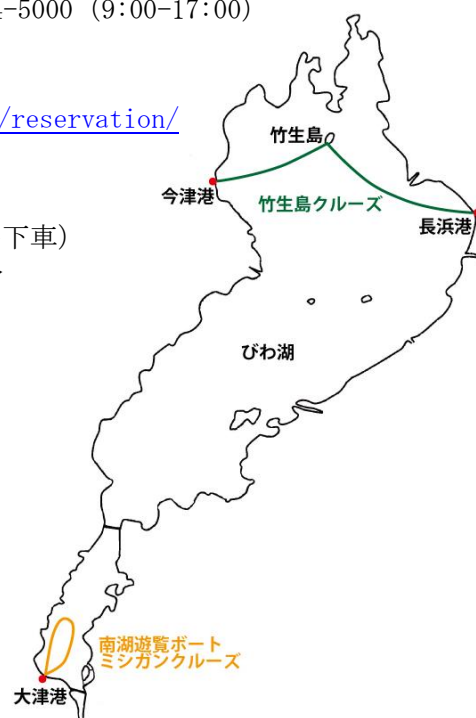 -5000 (9:00-17:00)
/reservation/
竹生島
今津港
竹生島クルーズ
長浜港
下車)
びわ湖
南湖遊覧ボート
ミシガンクルーズ
大津港